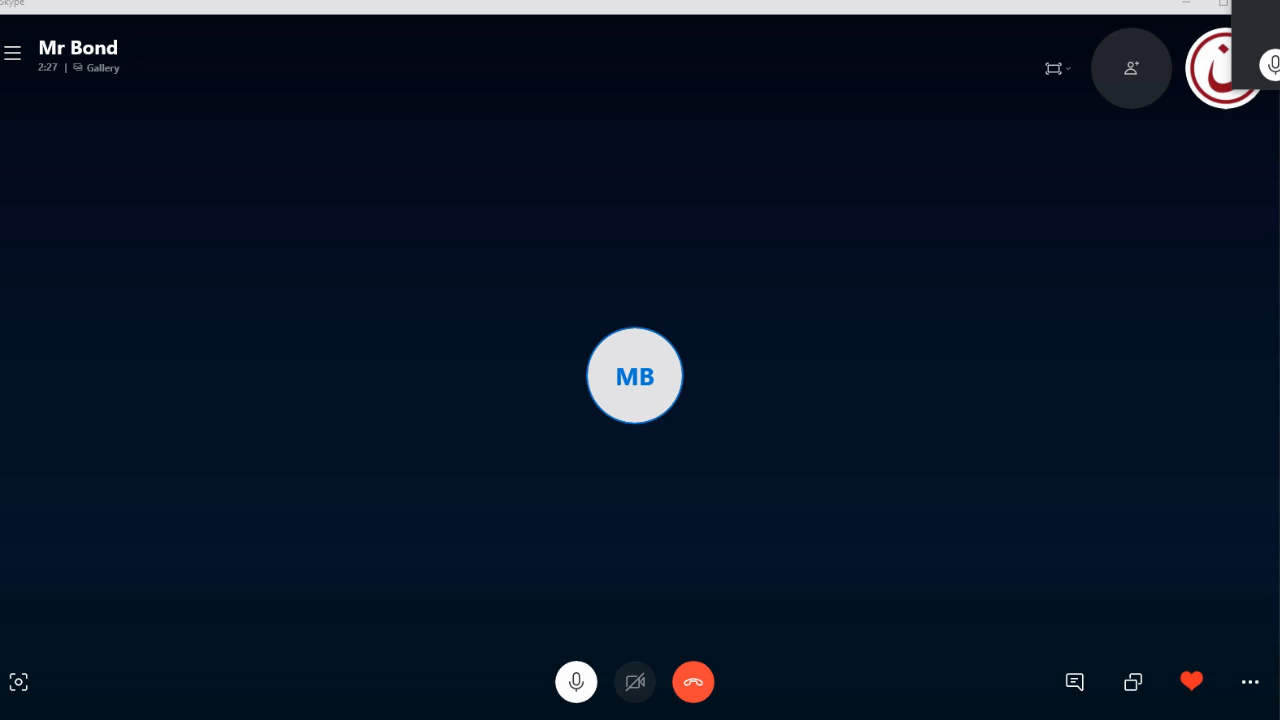 Skype
Mr Bond
2:27 | Gallery
ن
MB